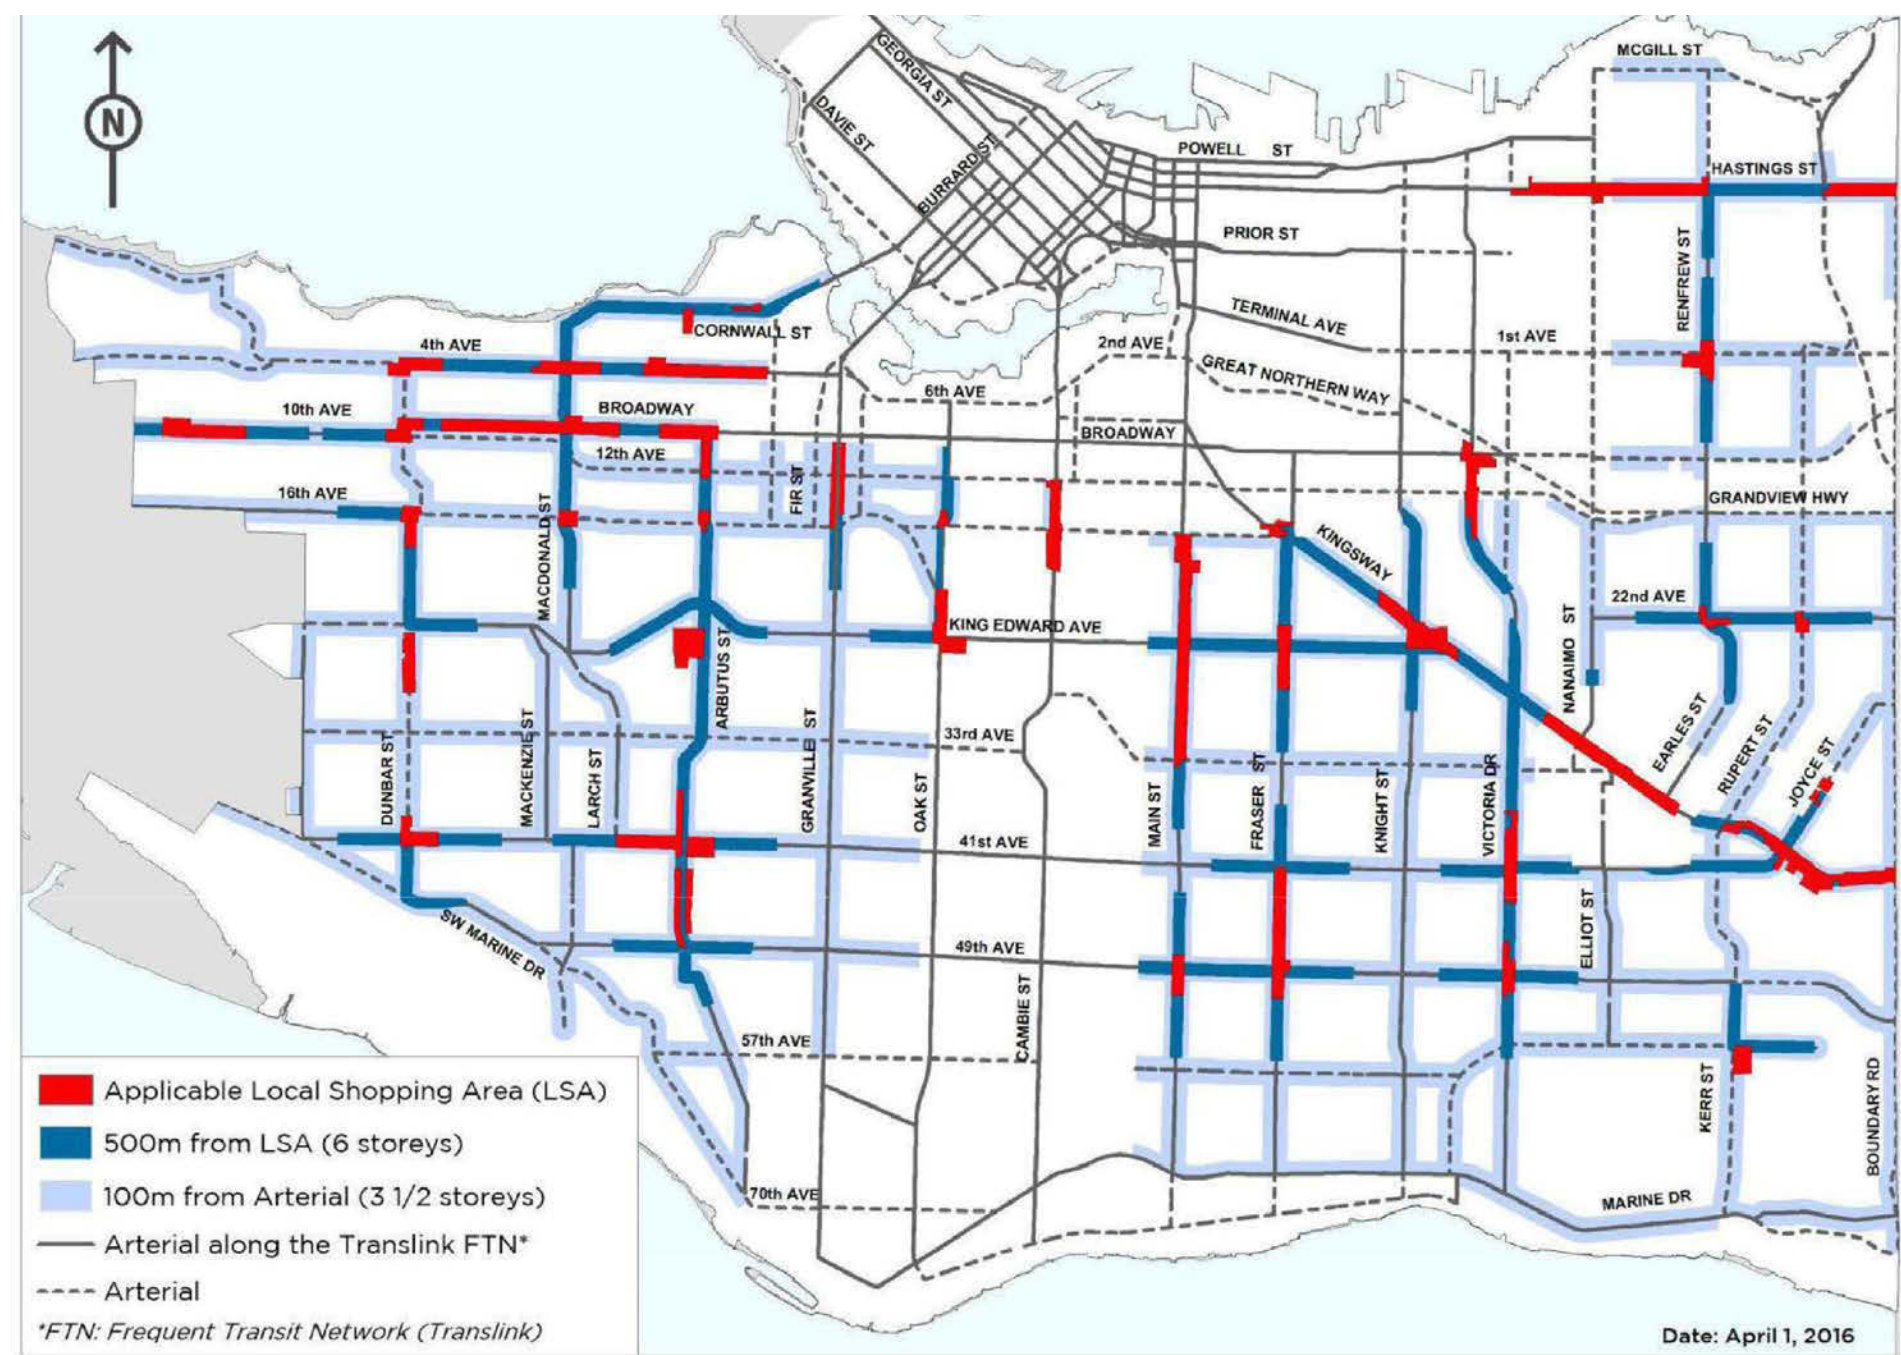 MCGILL ST
GEORGIA ST
DAVIE ST
BURRARD ST
POWELL ST
HASTINGS ST
PRIOR ST
RENFREW ST
TERMINAL AVE
CORNWALL ST
4th AVE
2nd AVE
1st AVE
GREAT NORTHERN WAY
6th AVE
10th AVE
BROADWAY
BROADWAY
12th AVE
FIR ST
16th AVE
GRANDVIEW HWY
MACDONALD ST
KINGSWAY
22nd AVE
KING EDWARD AVE
NANAIMO ST
ARBUTUS ST
DUNBAR ST
MACKENZIE ST
LARCH ST
GRANVILLE ST
33rd AVE
OAK ST
MAIN ST
FRASER ST
KNIGHT ST
VICTORIA DR
EARLES ST
RUPERT ST
JOYCE ST
41st AVE
SW MARINE DR
49th AVE
ELLIOT ST
CAMBIE ST
57th AVE
KERR ST
BOUNDARY RD
70th AVE
MARINE DR
N
Applicable Local Shopping Area (LSA)
500m from LSA (6 storeys)
100m from Arterial (3 1/2 storeys)
Arterial along the Translink FTN*
Arterial
*FTN: Frequent Transit Network (Translink)
Date: April 1, 2016